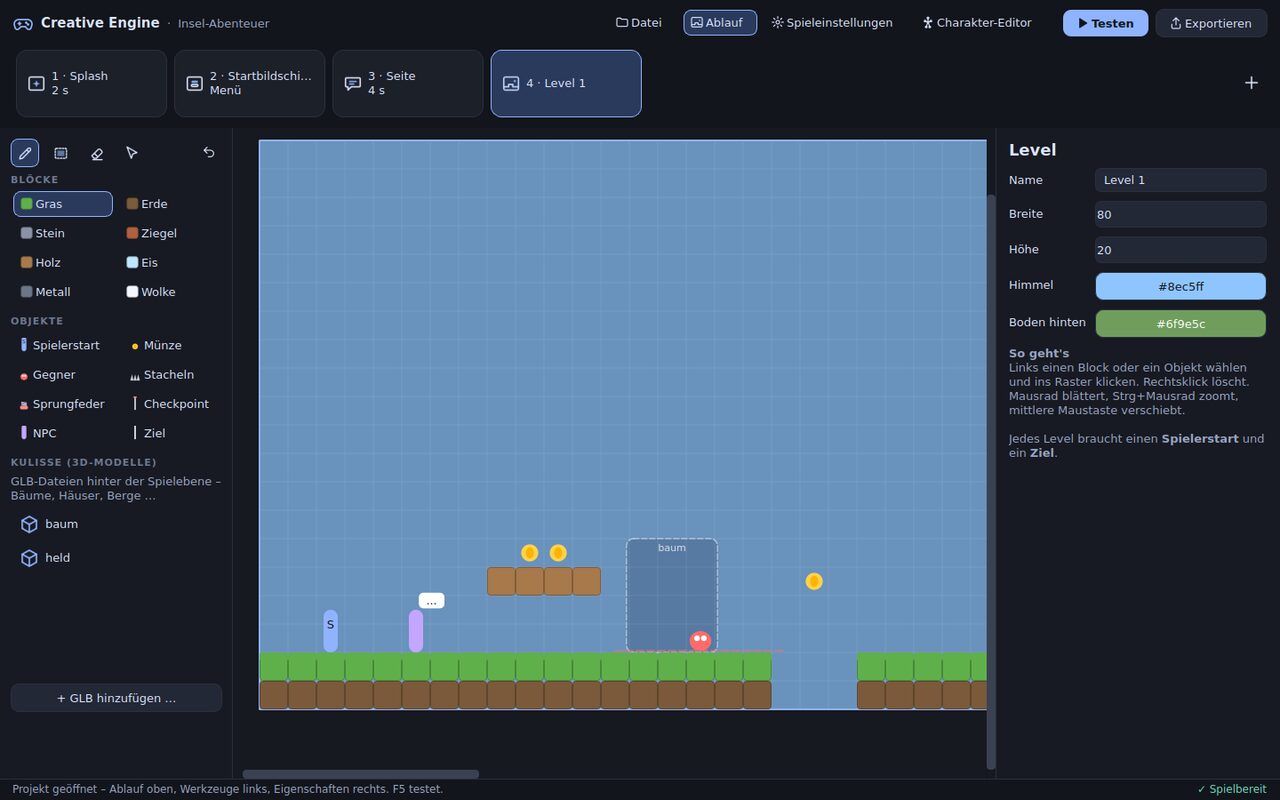 Creative Engine · Insel-Abenteuer
Datei
Ablauf
Spieleinstellungen
Charakter-Editor
Testen
Exportieren
1 · Splash
2 s
2 · Startbildschi…
Menü
3 · Seite
4 s
4 · Level 1
BLÖCKE
Gras
Erde
Stein
Ziegel
Holz
Eis
Metall
Wolke
OBJEKTE
Spielerstart
Münze
Gegner
Stacheln
Sprungfeder
Checkpoint
NPC
Ziel
KULISSE (3D-MODELLE)
GLB-Dateien hinter der Spielebene –
Bäume, Häuser, Berge …
baum
held
+ GLB hinzufügen …
baum
...
S
Level
Name
Level 1
Breite
80
Höhe
20
Himmel
#8ec5ff
Boden hinten
#6f9e5c
So geht's
Links einen Block oder ein Objekt wählen
und ins Raster klicken. Rechtsklick löscht.
Mausrad blättert, Strg+Mausrad zoomt,
mittlere Maustaste verschiebt.
Jedes Level braucht einen Spielerstart und
ein Ziel.
Projekt geöffnet – Ablauf oben, Werkzeuge links, Eigenschaften rechts. F5 testet.
✓ Spielbereit